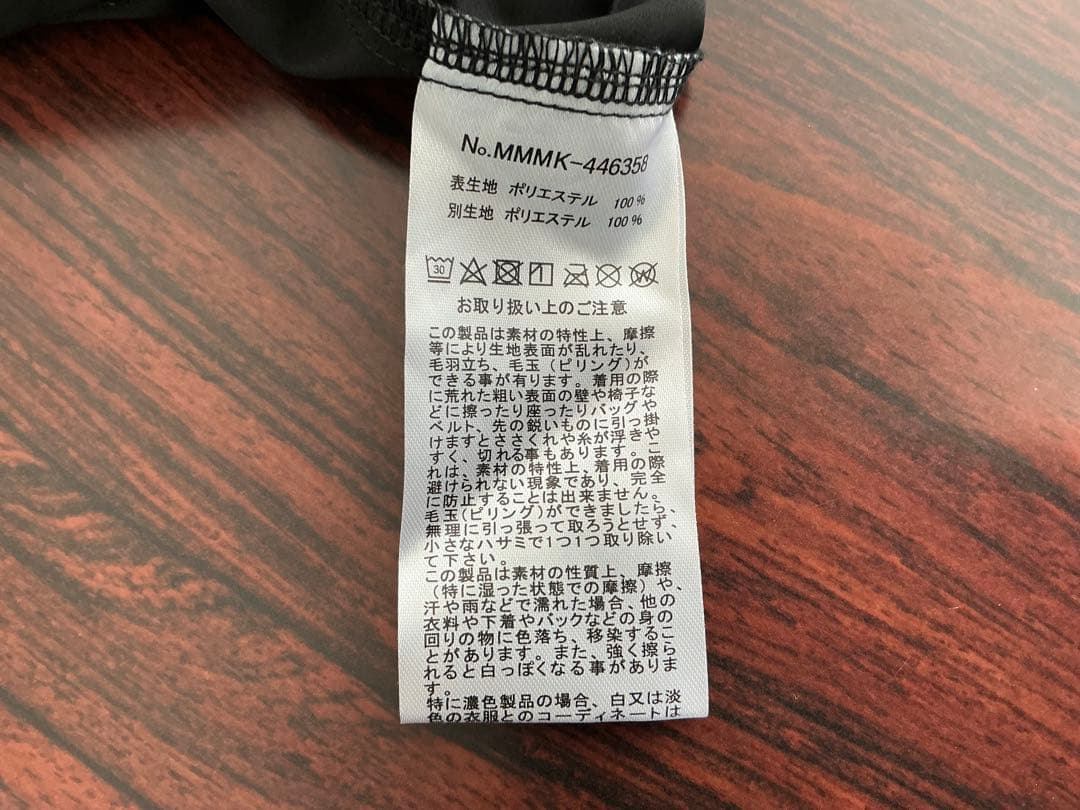 No.MMMK-446358
表生地 ポリエステル 100%
別生地 ポリエステル 100%
30
お取り扱い上のご注意
この製品は素材の特性上、摩擦
等により生地表面が乱れたり、
毛羽立ち、毛玉(ピリング)が
できる事が有ります。着用の際
に荒れた粗い表面の壁や椅子な
どに擦ったり座ったりバッグや
ベルト、先の鋭いものに引っ掛
けますとささくれや糸が浮きや
すく、切れる事もあります。こ
れは、素材の特性上、着用の際
避けられない現象であり、完全
に防止することは出来ません。
毛玉(ピリング)ができましたら、
無理に引っ張って取ろうとせず、
小さなハサミで1つ1つ取り除い
て下さい。
この製品は素材の性質上、摩擦
(特に湿った状態での摩擦)や、
汗や雨などで濡れた場合、他の
衣料や下着やバックなどの身の
回りの物に色落ち、移染するこ
とがあります。また、強く擦ら
れると白っぽくなる事がありま
す。
特に濃色製品の場合、白又は淡
色の衣服とのコーディネートは